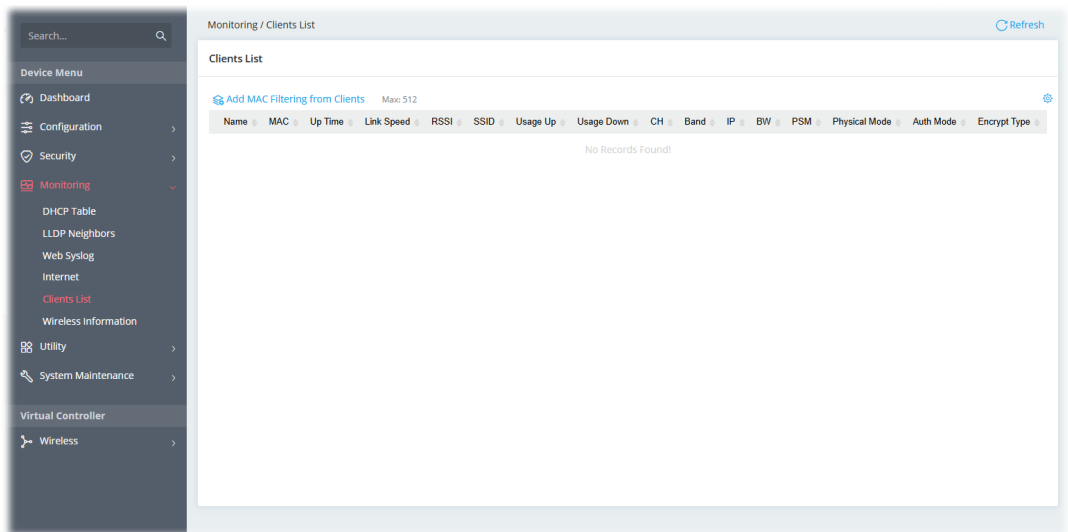 Search...
Device Menu
Dashboard
Configuration
Security
Monitoring
DHCP Table
LLDP Neighbors
Web Syslog
Internet
Clients List
Wireless Information
Utility
System Maintenance
Virtual Controller
Wireless
Monitoring / Clients List Refresh
Clients List
Add MAC Filtering from Clients Max: 512
Name MAC Up Time Link Speed RSSI SSID Usage Up Usage Down CH Band IP BW PSM Physical Mode Auth Mode Encrypt Type
No Records Found!